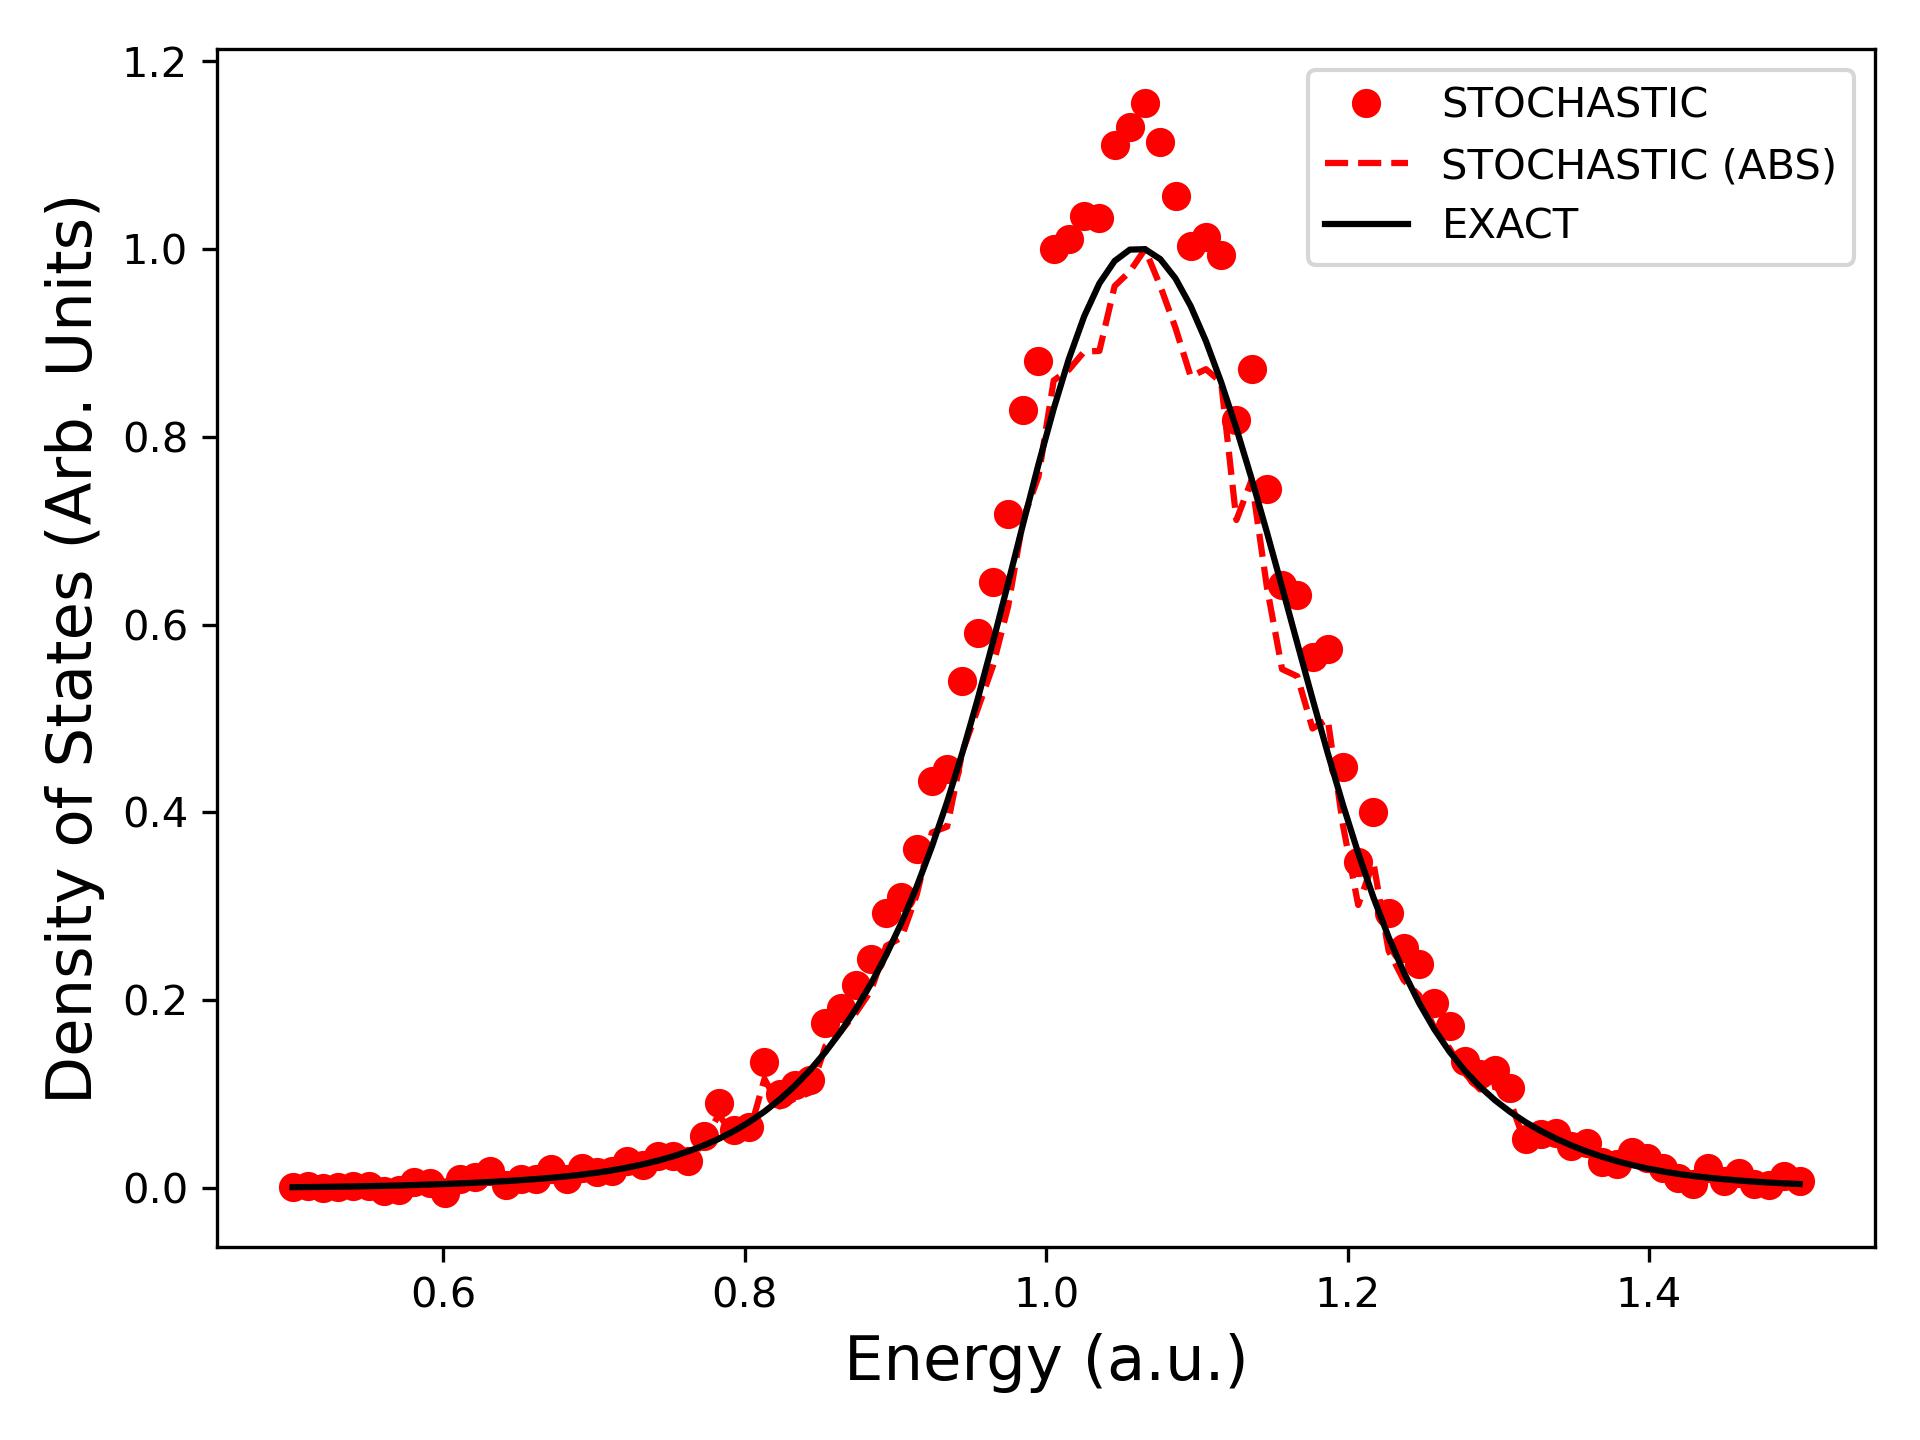 1.2
1.0
0.8
0.6
0.4
0.2
0.0
Density of States (Arb. Units)
STOCHASTIC
STOCHASTIC (ABS)
EXACT
0.6 0.8 1.0 1.2 1.4
Energy (a.u.)